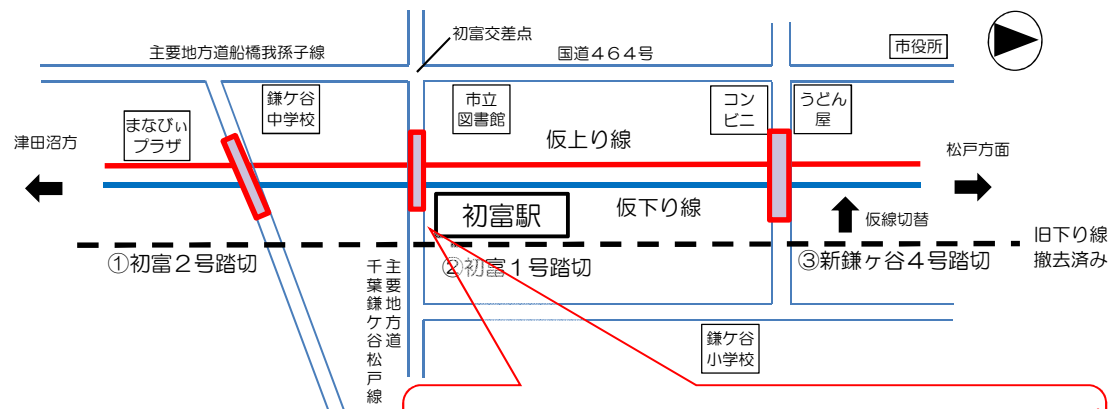 初富交差点
主要地方道船橋我孫子線
国道464号
市役所
鎌ケ谷
中学校
市立
図書館
コン
ビニ
うどん
屋
まなびぃ
プラザ
津田沼方
仮上り線
松戸方面
初富駅
仮下り線
仮線切替
旧下り線
撤去済み
①初富2号踏切
②初富1号踏切
③新鎌ヶ谷4号踏切
主要地方道
千葉鎌ケ谷松戸線
鎌ケ谷
小学校